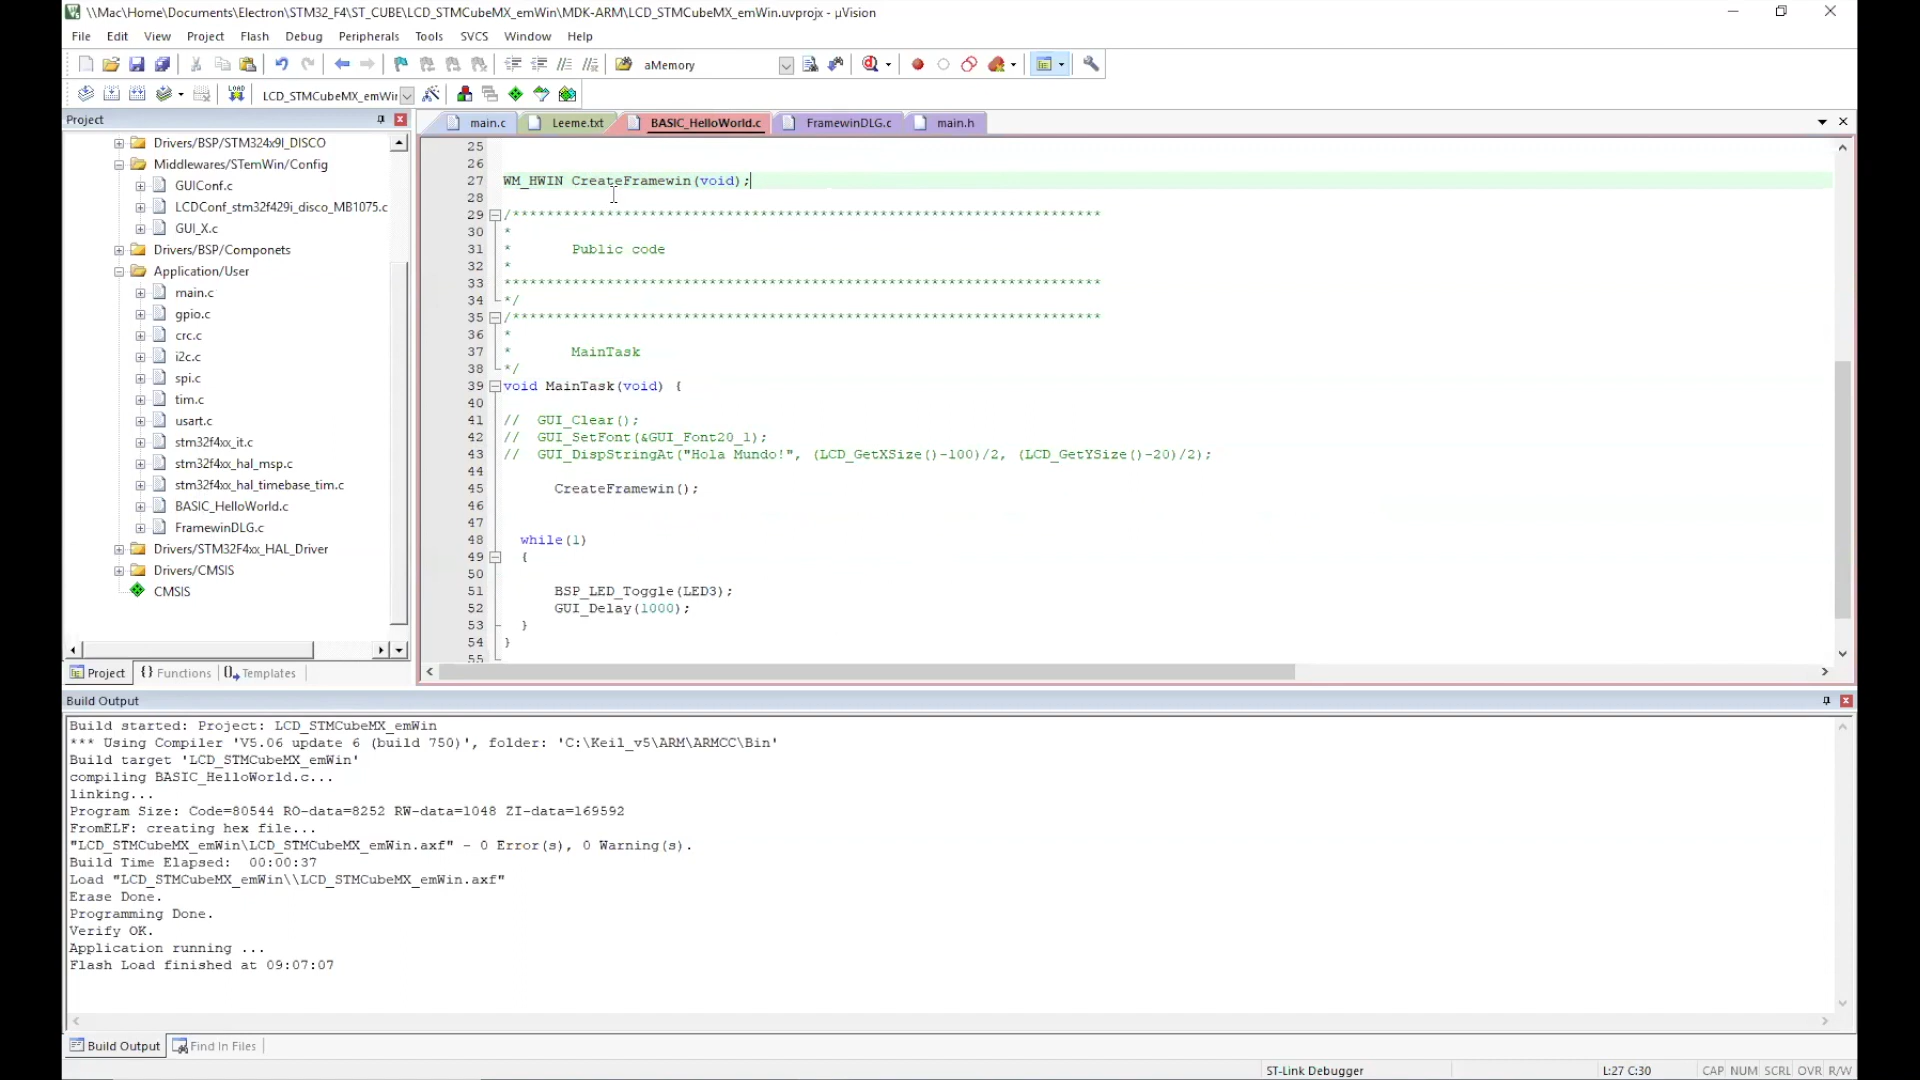 \\Mac\Home\Documents\Electron\STM32_F4\ST_CUBE\LCD_STMCubeMX_emWin\MDK-ARM\LCD_STMCubeMX_emWin.uvprojx - µVision
File Edit View Project Flash Debug Peripherals Tools SVCS Window Help
aMemory
LOAD LCD_STMCubeMX_emWir
Project
main.c Leeme.txt BASIC_HelloWorld.c FramewinDLG.c main.h
Drivers/BSP/STM324x9I_DISCO
Middlewares/STemWin/Config
GUIConf.c
LCDConf_stm32f429i_disco_MB1075.c
GUI_X.c
Drivers/BSP/Componets
Application/User
main.c
gpio.c
crc.c
i2c.c
spi.c
tim.c
usart.c
stm32f4xx_it.c
stm32f4xx_hal_msp.c
stm32f4xx_hal_timebase_tim.c
BASIC_HelloWorld.c
FramewinDLG.c
Drivers/STM32F4xx_HAL_Driver
Drivers/CMSIS
CMSIS
Project {} Functions Templates
25
26
27 WM_HWIN CreateFramewin(void);
28
29 /*********************************************************************
30 *
31 * Public code
32 *
33 **********************************************************************
34 */
35 /*********************************************************************
36 *
37 * MainTask
38 */
39 void MainTask(void) {
40
41 // GUI_Clear();
42 // GUI_SetFont(&GUI_Font20_1);
43 // GUI_DispStringAt("Hola Mundo!", (LCD_GetXSize()-100)/2, (LCD_GetYSize()-20)/2);
44
45 CreateFramewin();
46
47
48 while(1)
49 {
50
51 BSP_LED_Toggle(LED3);
52 GUI_Delay(1000);
53 }
54 }
55
Build Output
Build started: Project: LCD_STMCubeMX_emWin
*** Using Compiler 'V5.06 update 6 (build 750)', folder: 'C:\Keil_v5\ARM\ARMCC\Bin'
Build target 'LCD_STMCubeMX_emWin'
compiling BASIC_HelloWorld.c...
linking...
Program Size: Code=80544 RO-data=8252 RW-data=1048 ZI-data=169592
FromELF: creating hex file...
"LCD_STMCubeMX_emWin\LCD_STMCubeMX_emWin.axf" - 0 Error(s), 0 Warning(s).
Build Time Elapsed:  00:00:37
Load "LCD_STMCubeMX_emWin\\LCD_STMCubeMX_emWin.axf"
Erase Done.
Programming Done.
Verify OK.
Application running ...
Flash Load finished at 09:07:07
Build Output Find In Files
ST-Link Debugger L:27 C:30 CAP NUM SCRL OVR R/W